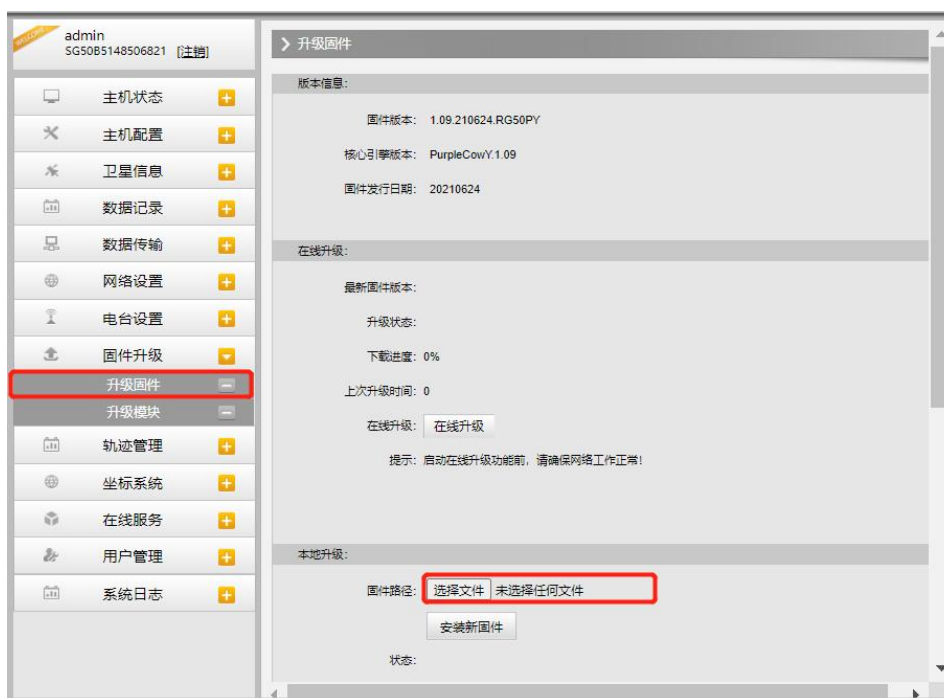 WELCOME
admin
SG50B5148506821 [注销]
主机状态
主机配置
卫星信息
数据记录
数据传输
网络设置
电台设置
固件升级
升级固件
升级模块
轨迹管理
坐标系统
在线服务
用户管理
系统日志
升级固件
版本信息:
固件版本: 1.09.210624.RG50PY
核心引擎版本: PurpleCowY.1.09
固件发行日期: 20210624
在线升级:
最新固件版本:
升级状态:
下载进度: 0%
上次升级时间: 0
在线升级: 在线升级
提示: 启动在线升级功能前, 请确保网络工作正常!
本地升级:
固件路径: 选择文件 未选择任何文件
安装新固件
状态: